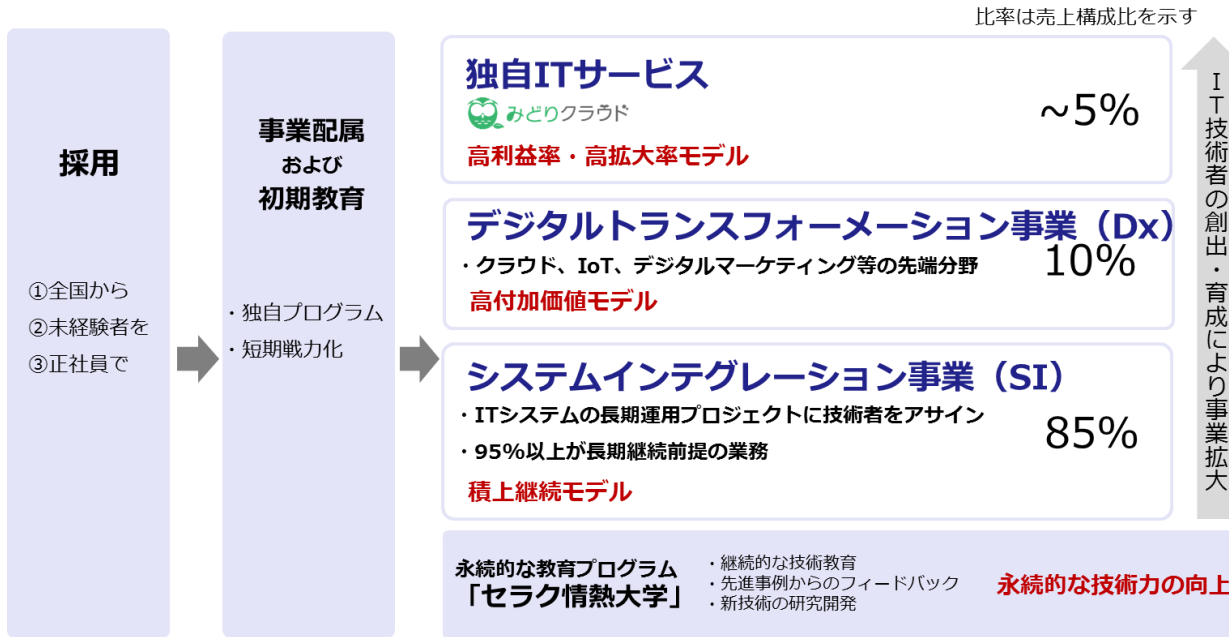 比率は売上構成比を示す
採用
①全国から
②未経験者を
③正社員で
事業配属
および
初期教育
・独自プログラム
・短期戦力化
独自ITサービス
みどりクラウド
高利益率・高拡大率モデル
~5%
デジタルトランスフォーメーション事業（Dx）
・クラウド、IoT、デジタルマーケティング等の先端分野
高付加価値モデル
10%
システムインテグレーション事業（SI）
・ITシステムの長期運用プロジェクトに技術者をアサイン
・95%以上が長期継続前提の業務
積上継続モデル
85%
IT技術者の創出・育成により事業拡大
永続的な教育プログラム
「セラク情熱大学」
・継続的な技術教育
・先進事例からのフィードバック
・新技術の研究開発
永続的な技術力の向上